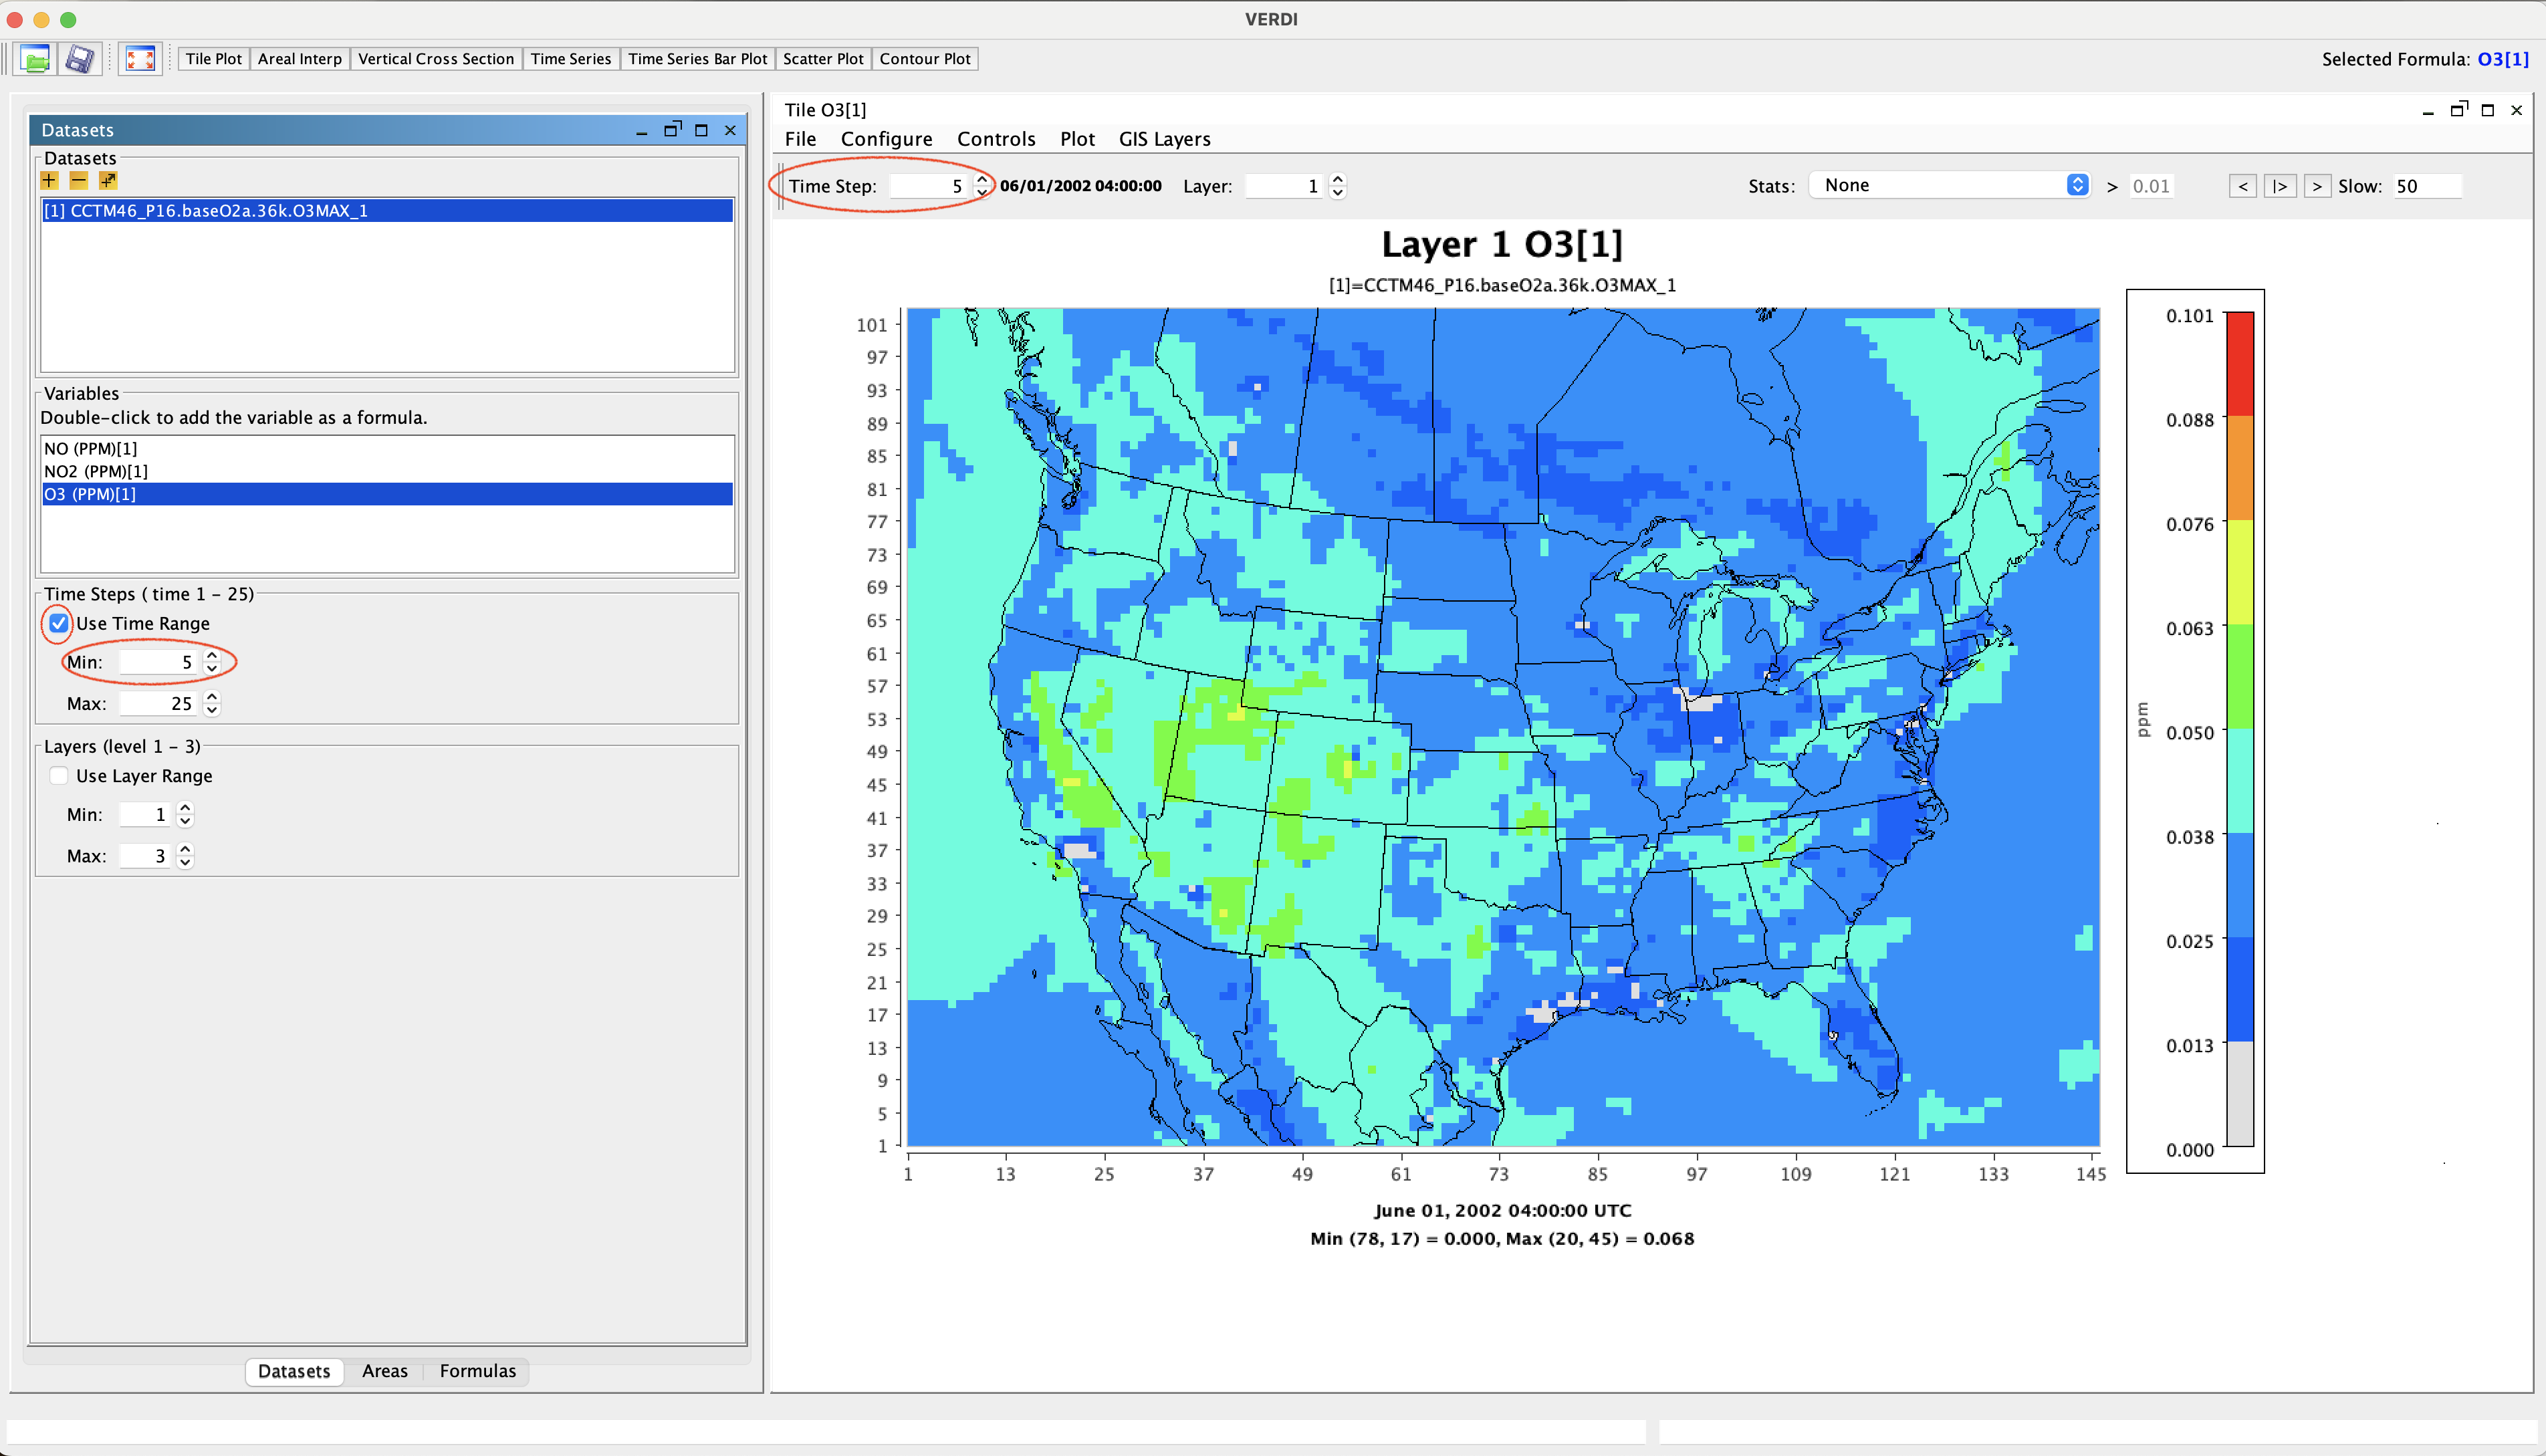 VERDI
Tile Plot Areal Interp Vertical Cross Section Time Series Time Series Bar Plot Scatter Plot Contour Plot
Selected Formula: O3[1]
Datasets
Datasets
[1] CCTM46_P16.baseO2a.36k.O3MAX_1
Variables
Double-click to add the variable as a formula.
NO (PPM)[1]
NO2 (PPM)[1]
O3 (PPM)[1]
Time Steps ( time 1 - 25)
Use Time Range
Min: 5
Max: 25
Layers (level 1 - 3)
Use Layer Range
Min: 1
Max: 3
Datasets Areas Formulas
Tile O3[1]
File Configure Controls Plot GIS Layers
Time Step: 5 06/01/2002 04:00:00 Layer: 1 Stats: None > 0.01 < |> > Slow: 50
Layer 1 O3[1]
[1]=CCTM46_P16.baseO2a.36k.O3MAX_1
101
97
93
89
85
81
77
73
69
65
61
57
53
49
45
41
37
33
29
25
21
17
13
9
5
1
1 13 25 37 49 61 73 85 97 109 121 133 145
June 01, 2002 04:00:00 UTC
Min (78, 17) = 0.000, Max (20, 45) = 0.068
ppm
0.101
0.088
0.076
0.063
0.050
0.038
0.025
0.013
0.000